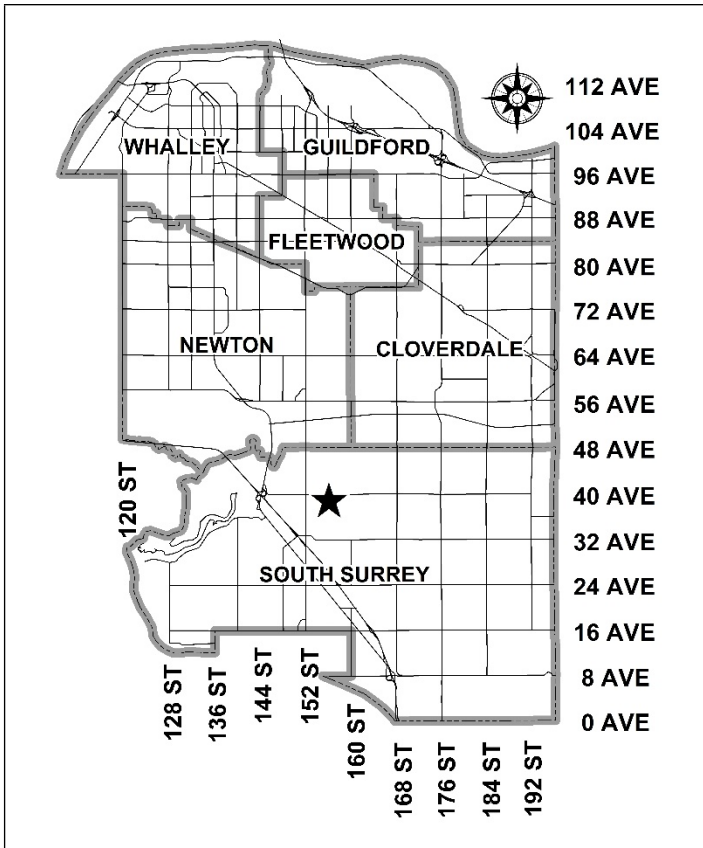 112 AVE
104 AVE
WHALLEY
GUILDFORD
96 AVE
88 AVE
FLEETWOOD
80 AVE
72 AVE
NEWTON
CLOVERDALE
64 AVE
56 AVE
48 AVE
120 ST
40 AVE
32 AVE
SOUTH SURREY
24 AVE
16 AVE
8 AVE
0 AVE
128 ST
136 ST
144 ST
152 ST
160 ST
168 ST
176 ST
184 ST
192 ST